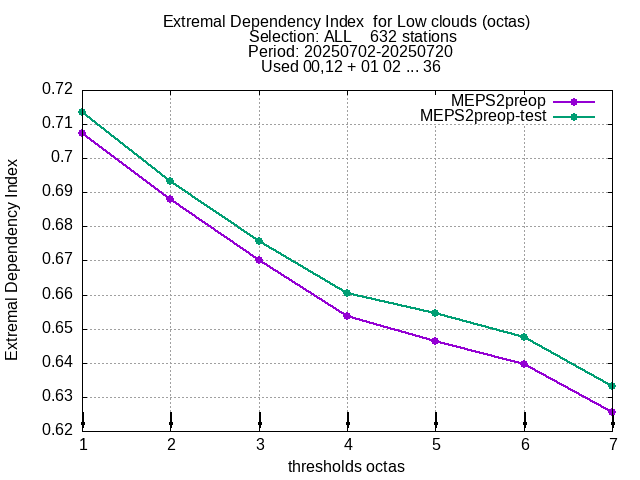 Extremal Dependency Index  for Low clouds (octas)
Selection: ALL    632 stations
Period: 20250702-20250720
Used 00,12 + 01 02 ... 36
MEPS2preop
MEPS2preop-test
Extremal Dependency Index
0.72
0.71
0.7
0.69
0.68
0.67
0.66
0.65
0.64
0.63
0.62
1 2 3 4 5 6 7
thresholds octas